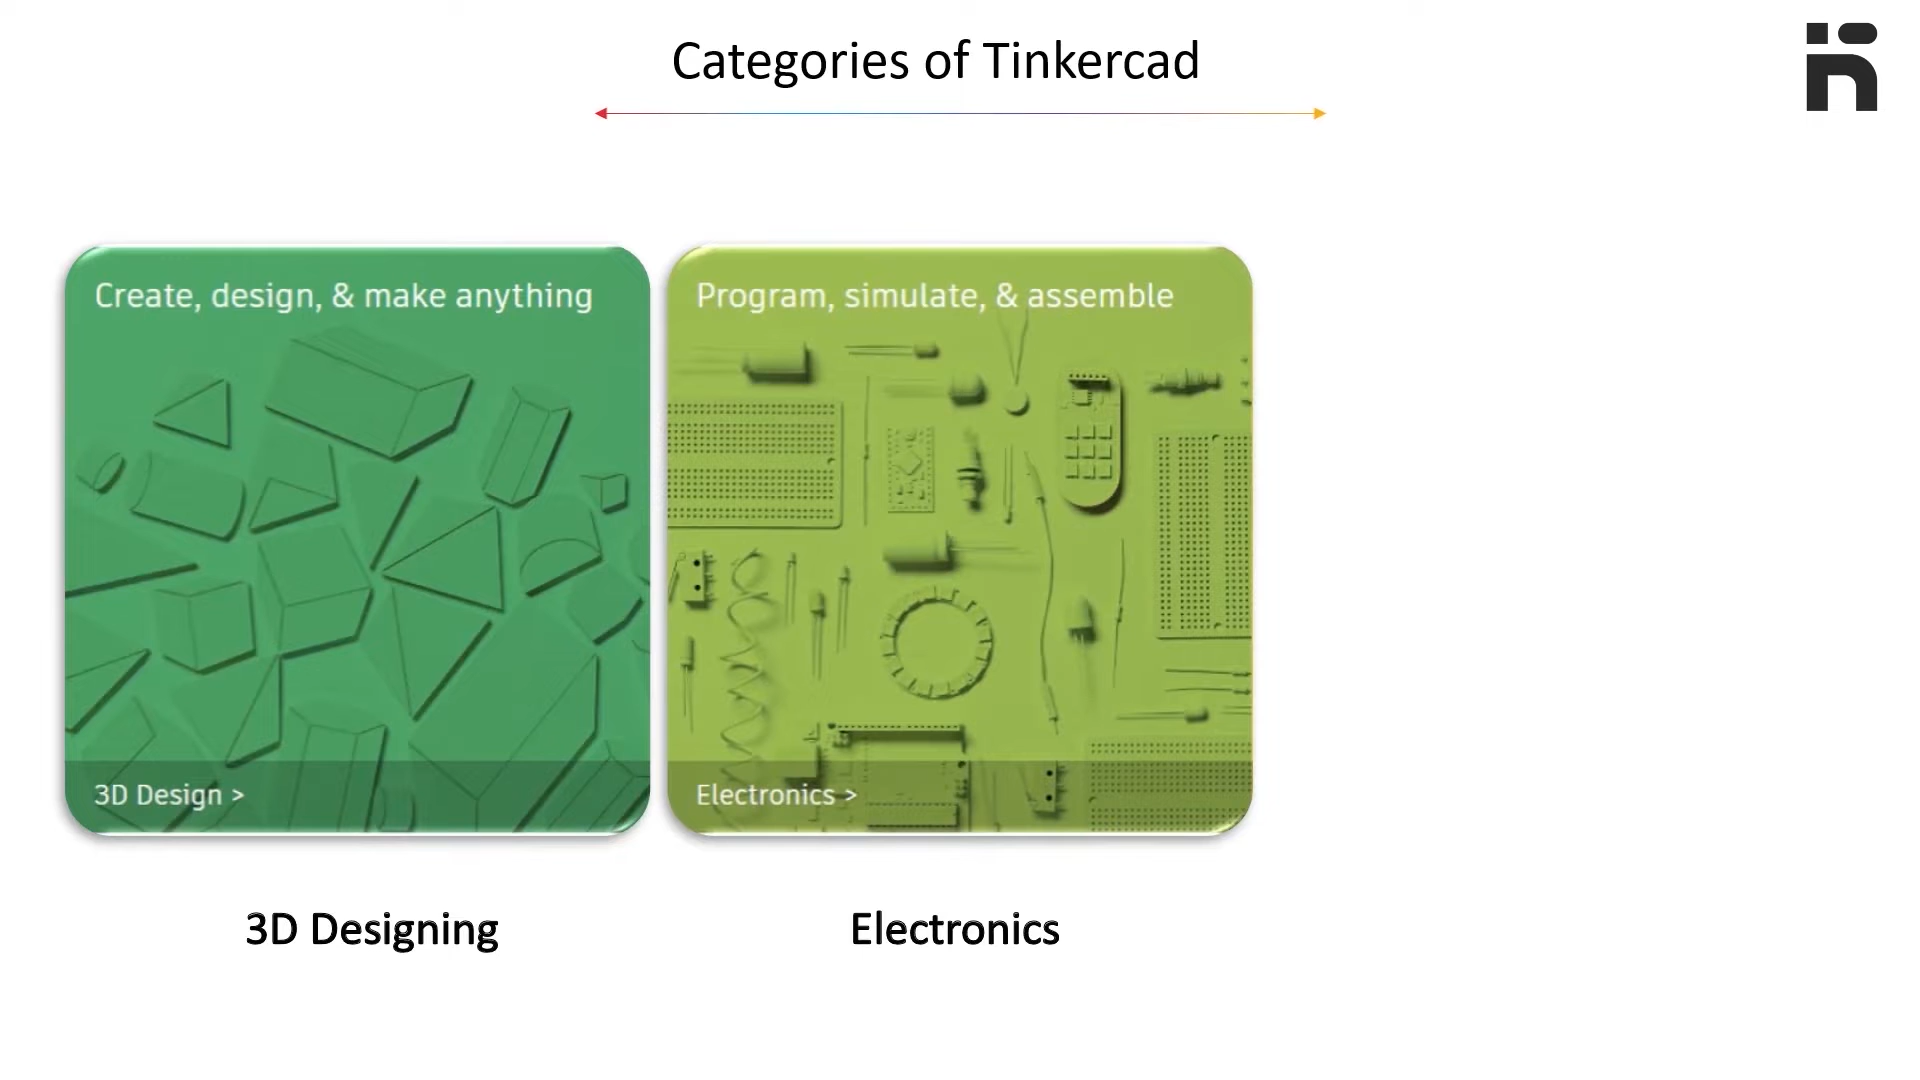 Categories of Tinkercad
Create, design, & make anything
3D Design >
Program, simulate, & assemble
Electronics >
3D Designing
Electronics